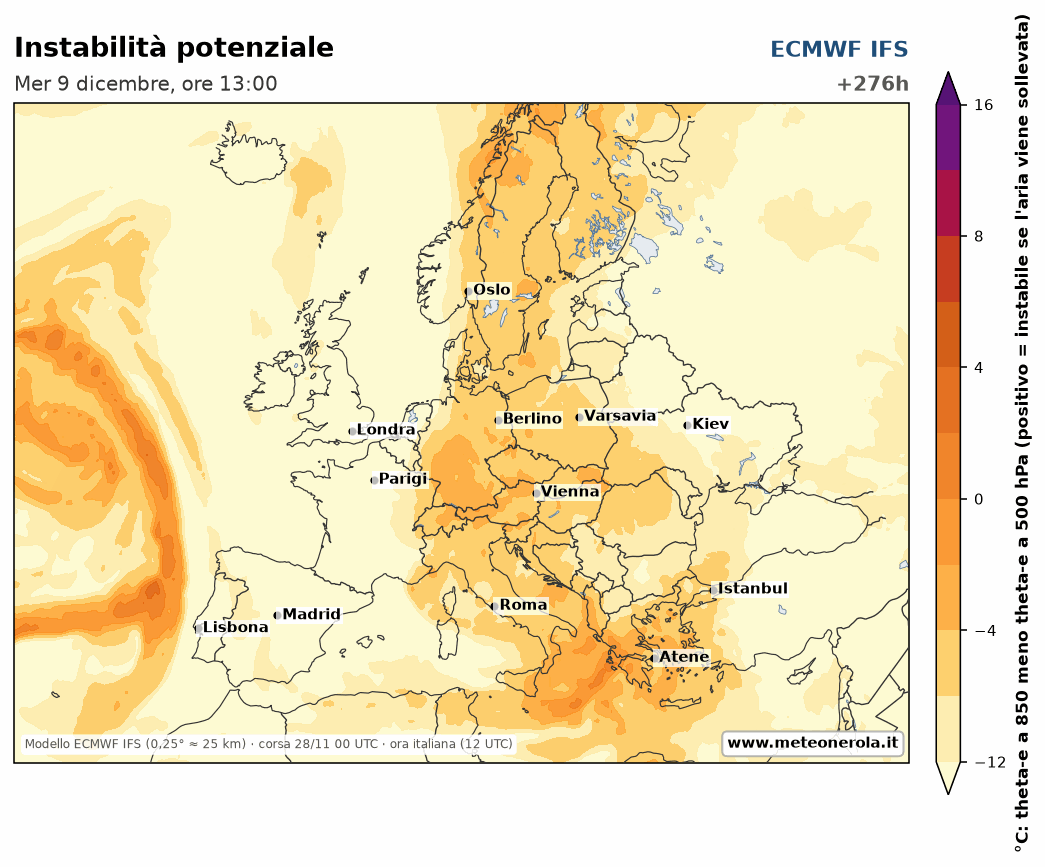 Instabilità potenziale
ECMWF IFS
Mer 9 dicembre, ore 13:00
+276h
Oslo
Berlino
Varsavia
Londra
Kiev
Parigi
Vienna
Istanbul
Roma
Madrid
Lisbona
Atene
Modello ECMWF IFS (0,25° ≈ 25 km) · corsa 28/11 00 UTC · ora italiana (12 UTC)
www.meteonerola.it
16
8
4
0
−4
−12
°C: theta-e a 850 meno theta-e a 500 hPa (positivo = instabile se l'aria viene sollevata)